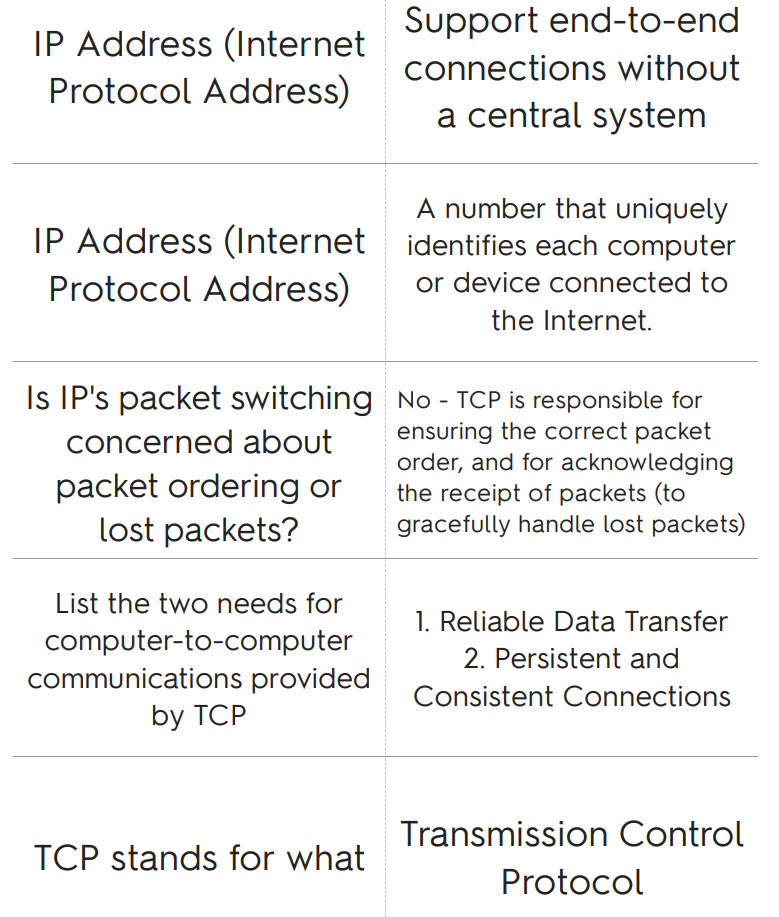 IP Address (Internet
Protocol Address)
Support end-to-end
connections without
a central system
IP Address (Internet
Protocol Address)
A number that uniquely
identifies each computer
or device connected to
the Internet.
Is IP's packet switching
concerned about
packet ordering or
lost packets?
No - TCP is responsible for
ensuring the correct packet
order, and for acknowledging
the receipt of packets (to
gracefully handle lost packets)
List the two needs for
computer-to-computer
communications provided
by TCP
1. Reliable Data Transfer
2. Persistent and
Consistent Connections
TCP stands for what
Transmission Control
Protocol